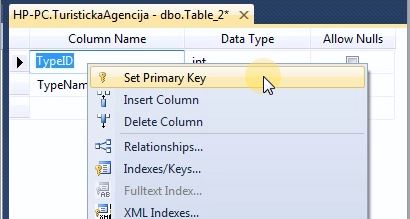 HP-PC.TuristickaAgencija - dbo.Table_2*
Column Name Data Type Allow Nulls
TypeID int
TypeNam
Set Primary Key
Insert Column
Delete Column
Relationships...
Indexes/Keys...
Fulltext Index...
XML Indexes...